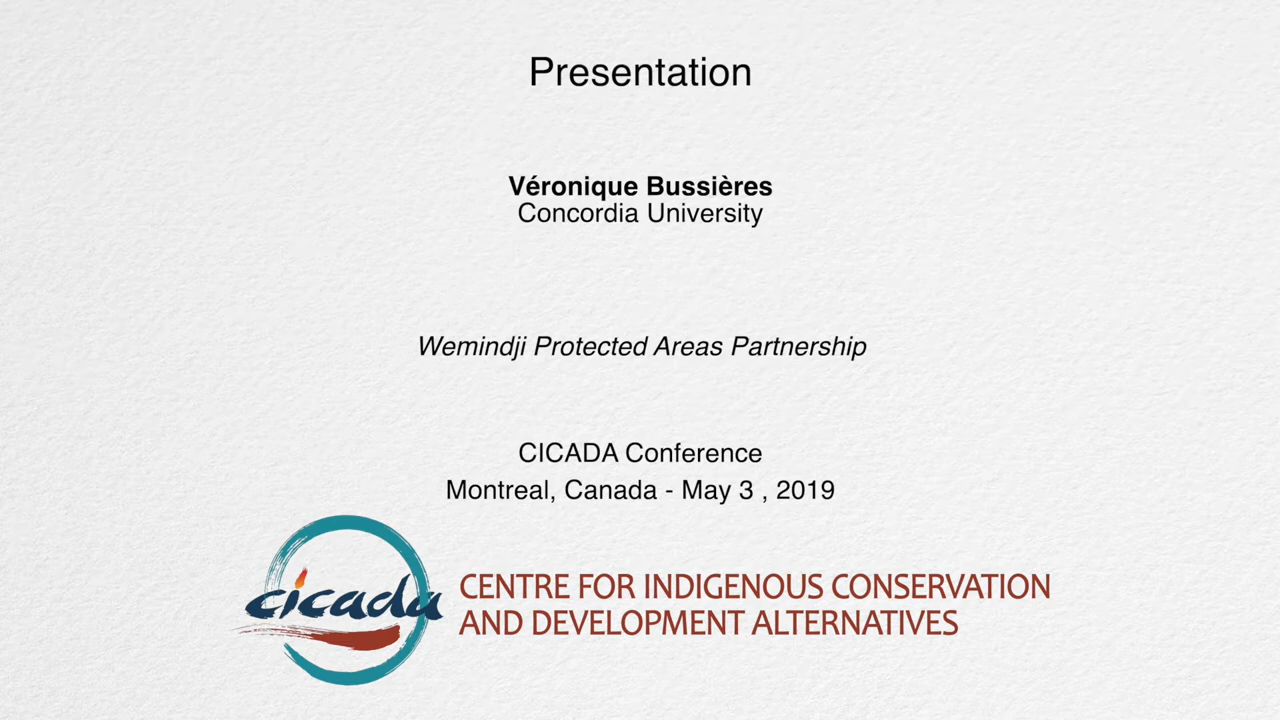 Presentation
Véronique Bussières
Concordia University
Wemindji Protected Areas Partnership
CICADA Conference
Montreal, Canada - May 3 , 2019
cicada
CENTRE FOR INDIGENOUS CONSERVATION
AND DEVELOPMENT ALTERNATIVES